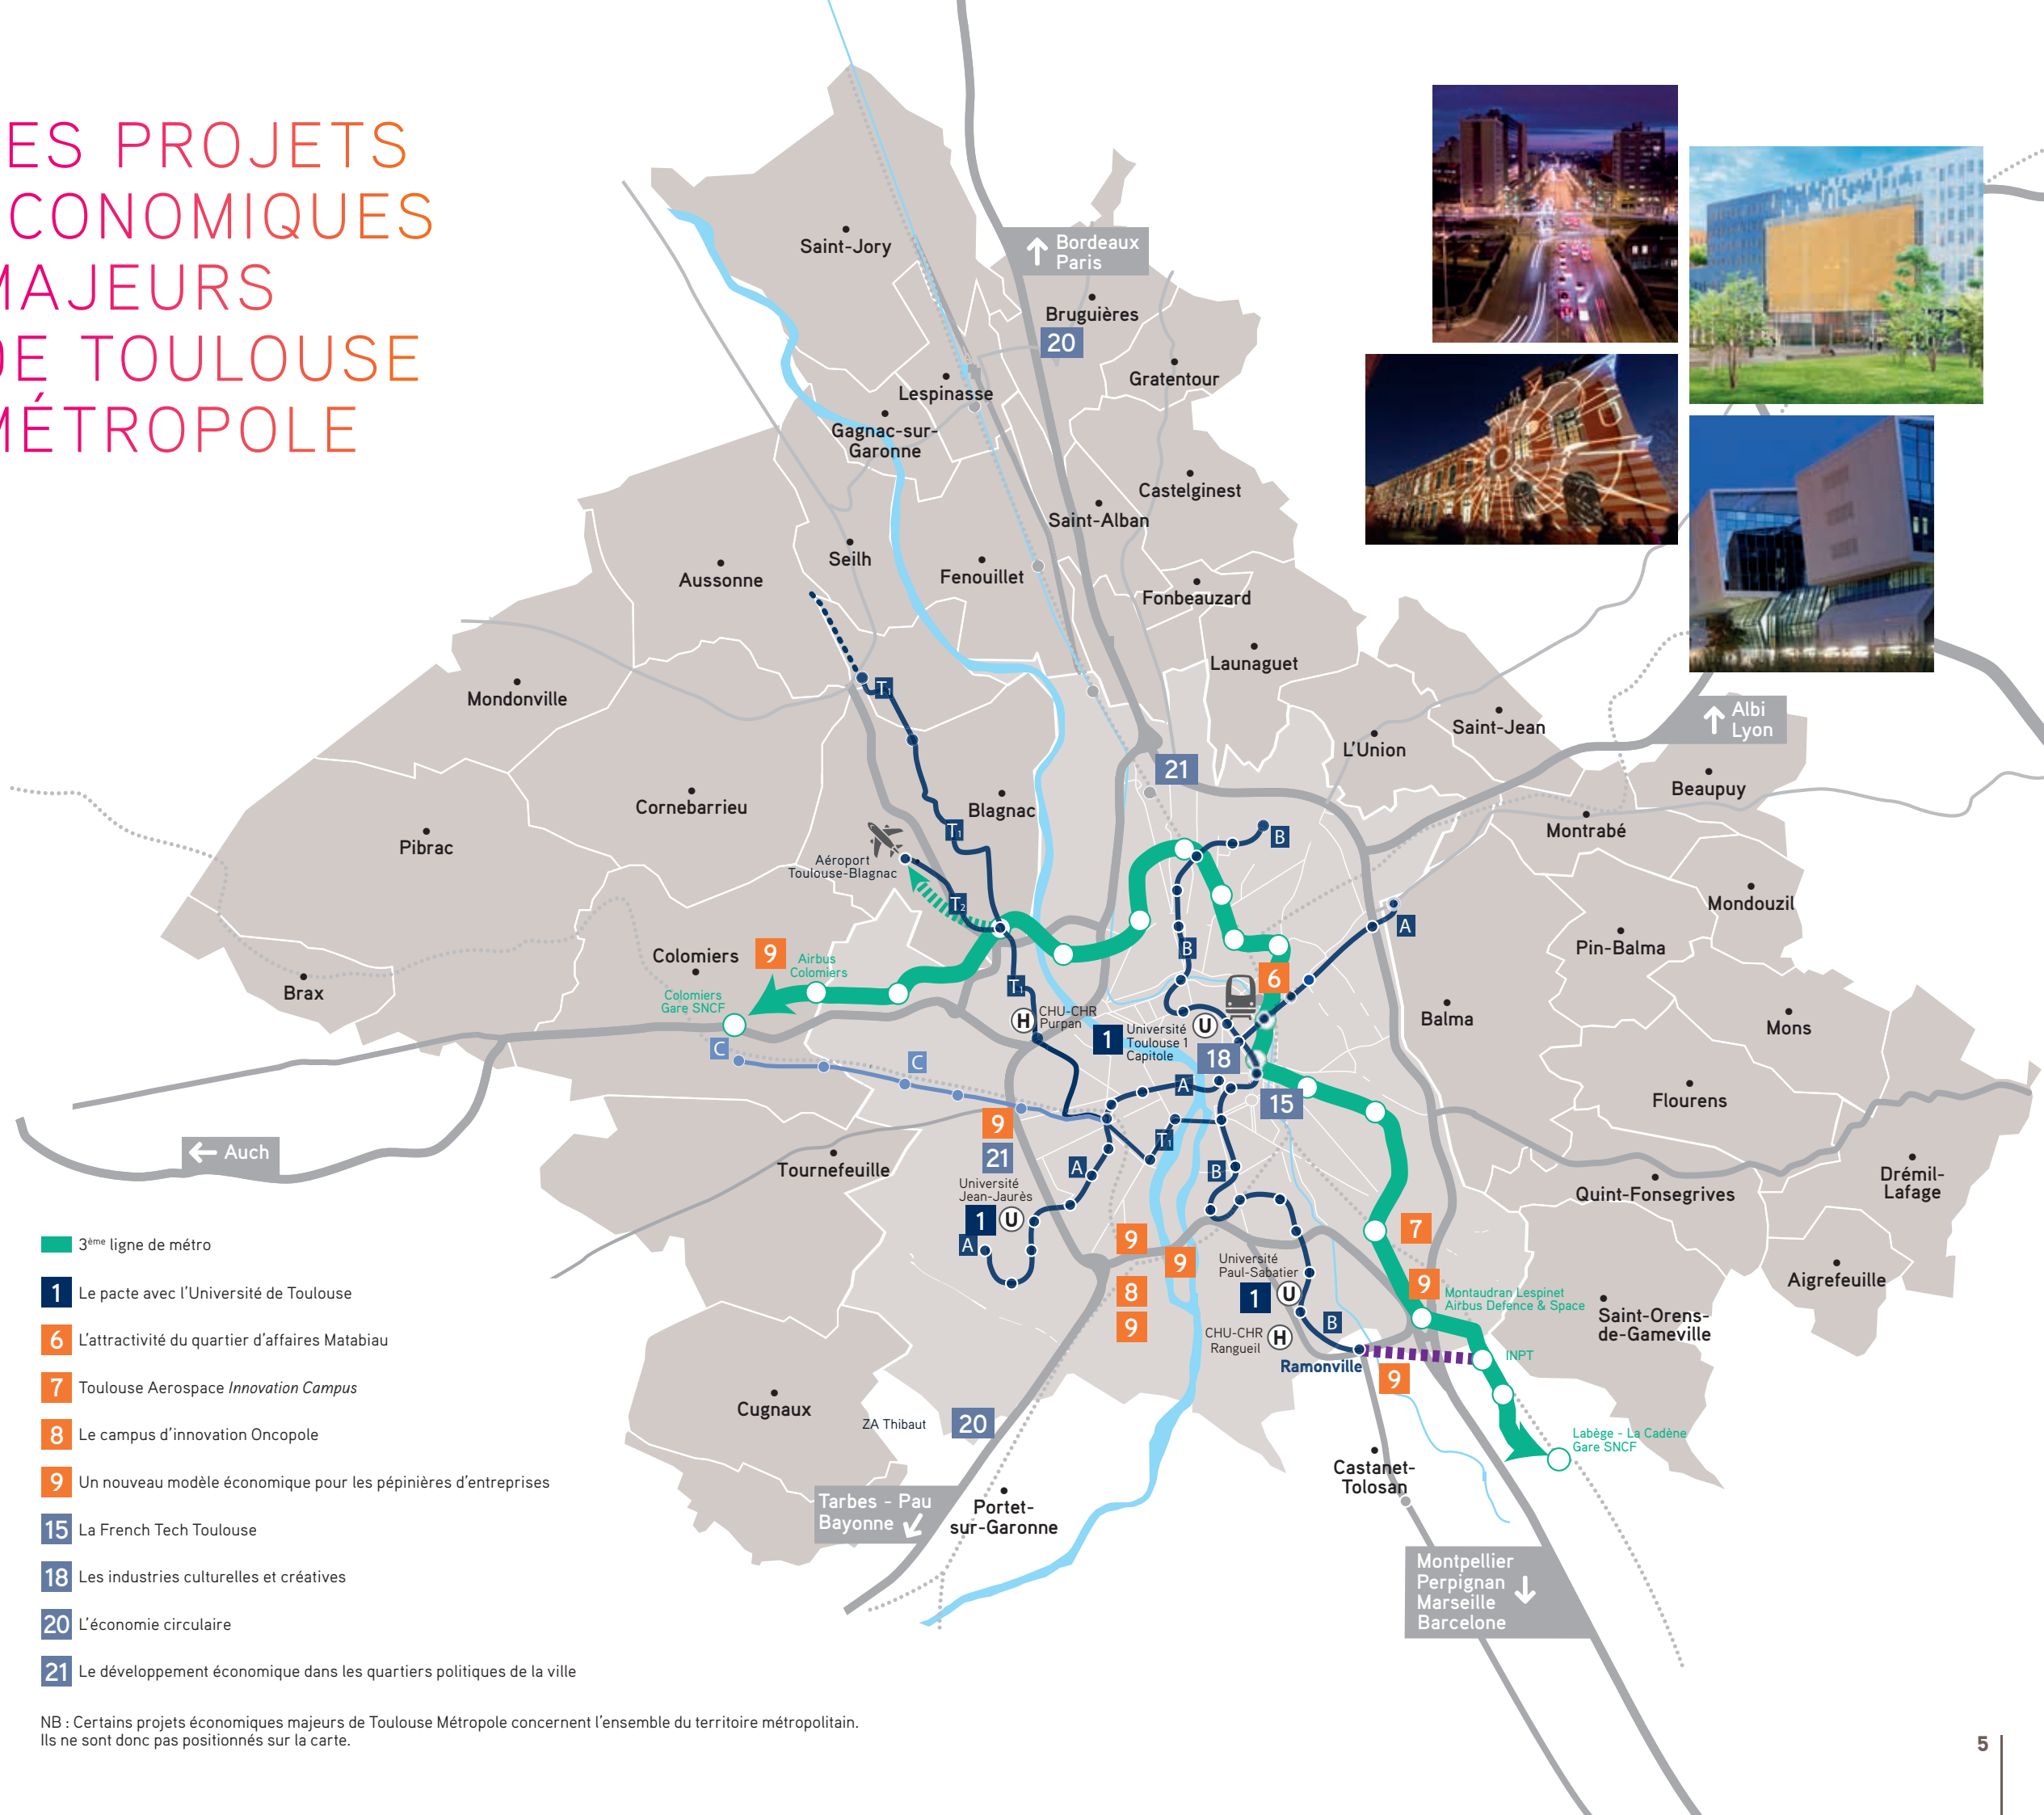 ES PROJETS
CONOMIQUES
MAJEURS
DE TOULOUSE
MÉTROPOLE
Saint-Jory
Bordeaux
Paris
Bruguières
20
Gratentour
Lespinasse
Gagnac-sur-
Garonne
Castelginest
Saint-Alban
Seilh
Aussonne
Fenouillet
Fonbeauzard
Launaguet
Mondonville
T1
Saint-Jean
L'Union
Albi
Lyon
21
Beaupuy
Cornebarrieu
Blagnac
Montrabé
Pibrac
T1
B
Aéroport
Toulouse-Blagnac
T2
Mondouzil
A
Pin-Balma
B
Colomiers
9
Airbus
Colomiers
6
Brax
Colomiers
Gare SNCF
T1
H
CHU-CHR
Purpan
1
Université
Toulouse 1
Capitole
U
Balma
Mons
C
C
18
A
15
Flourens
9
21
Auch
Tournefeuille
T1
A
B
Drémil-
Lafage
Quint-Fonsegrives
Université
Jean-Jaurès
1
U
A
9
7
9
Université
Paul-Sabatier
1
U
8
9
9
Montaudran Lespinet
Airbus Defence & Space
Aigrefeuille
Saint-Orens-
de-Gameville
CHU-CHR
Rangueil
H
B
Ramonville
INPT
9
Cugnaux
ZA Thibaut
20
Labège - La Cadène
Gare SNCF
Castanet-
Tolosan
Tarbes - Pau
Bayonne
Portet-
sur-Garonne
Montpellier
Perpignan
Marseille
Barcelone
3ème ligne de métro
1 Le pacte avec l'Université de Toulouse
6 L'attractivité du quartier d'affaires Matabiau
7 Toulouse Aerospace Innovation Campus
8 Le campus d'innovation Oncopole
9 Un nouveau modèle économique pour les pépinières d'entreprises
15 La French Tech Toulouse
18 Les industries culturelles et créatives
20 L'économie circulaire
21 Le développement économique dans les quartiers politiques de la ville
NB : Certains projets économiques majeurs de Toulouse Métropole concernent l'ensemble du territoire métropolitain.
Ils ne sont donc pas positionnés sur la carte.
5